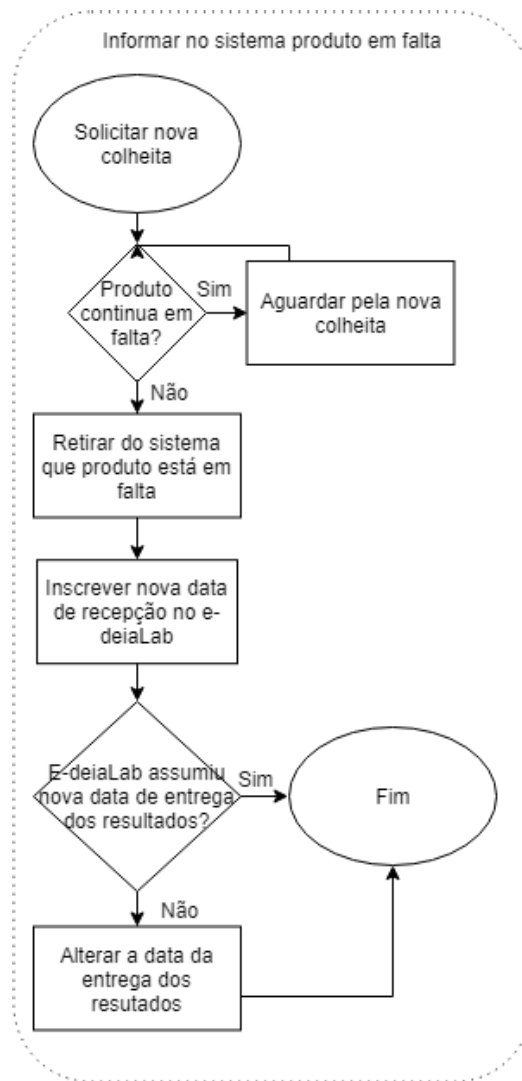 Informar no sistema produto em falta
Solicitar nova
colheita
Produto
continua em
falta?
Sim
Aguardar pela nova
colheita
Não
Retirar do sistema
que produto está em
falta
Inscrever nova data
de recepção no e-
deiaLab
E-deiaLab assumiu
nova data de entrega
dos resultados?
Sim
Fim
Não
Alterar a data da
entrega dos
resutados